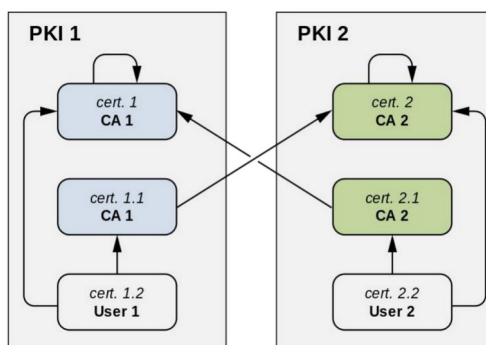 PKI 1
cert. 1
CA 1
cert. 1.1
CA 1
cert. 1.2
User 1
PKI 2
cert. 2
CA 2
cert. 2.1
CA 2
cert. 2.2
User 2